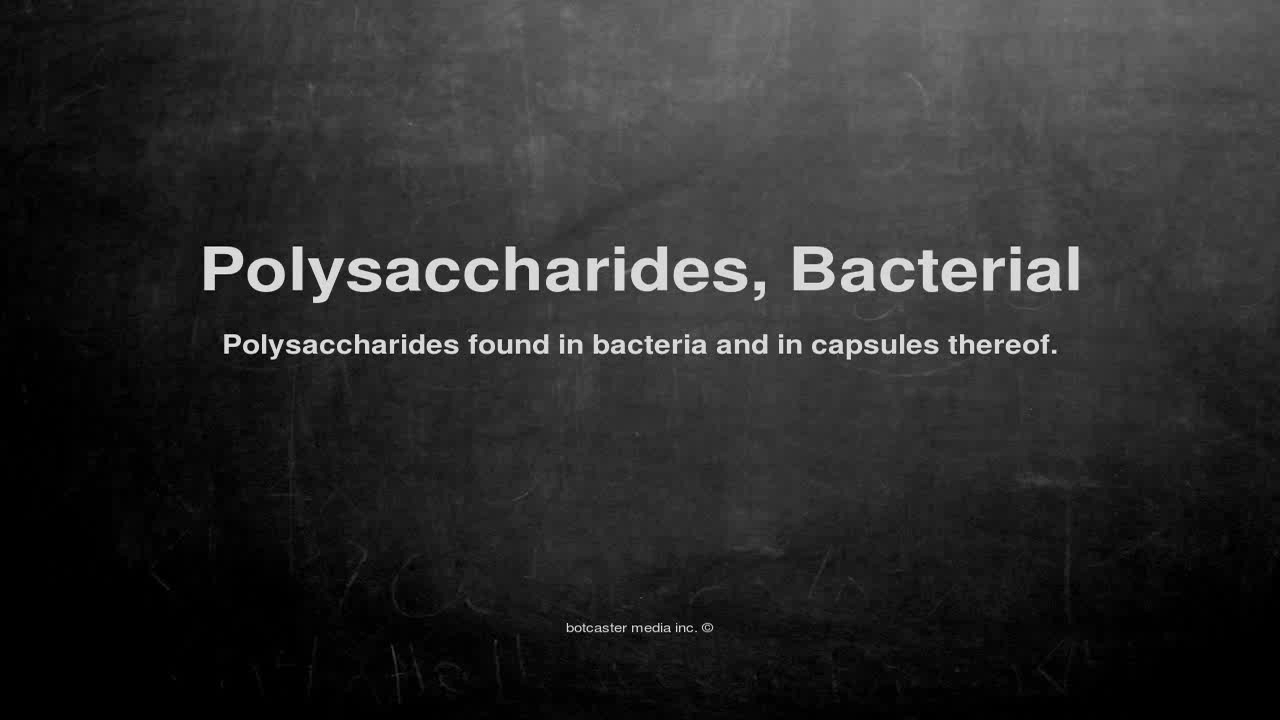 Polysaccharides, Bacterial
Polysaccharides found in bacteria and in capsules thereof.
botcaster media inc. ©